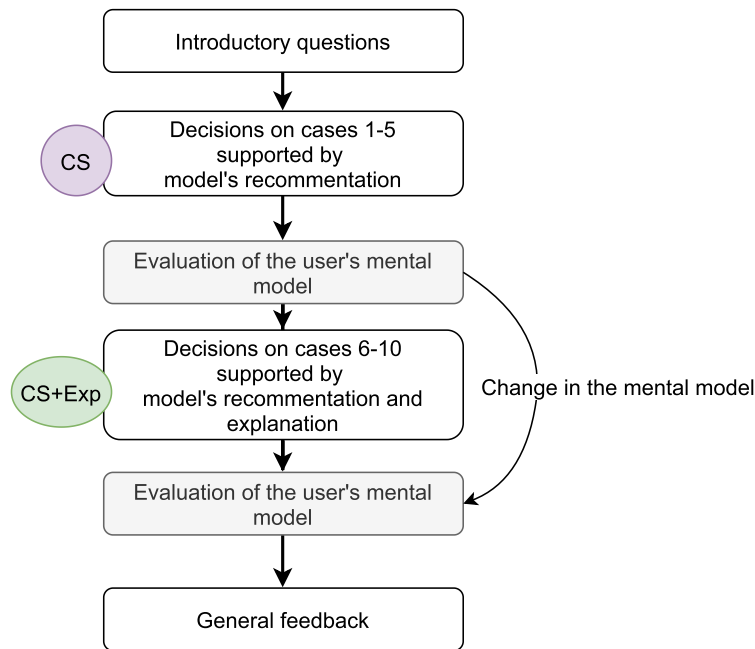 Introductory questions
Decisions on cases 1-5
supported by
model's recommentation
CS
Evaluation of the user's mental
model
Decisions on cases 6-10
supported by
model's recommendation and
explanation
CS+Exp
Change in the mental model
Evaluation of the user's mental
model
General feedback